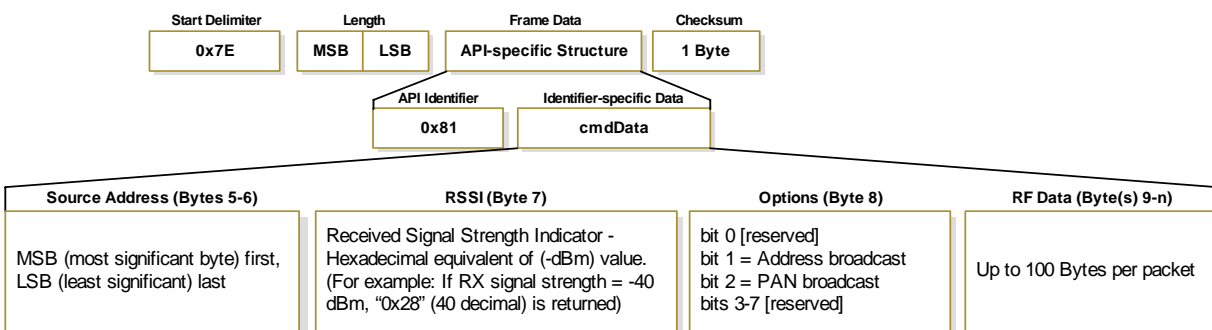 Start Delimiter
Length
Frame Data
Checksum
0x7E
MSB
LSB
API-specific Structure
1 Byte
API Identifier
Identifier-specific Data
0x81
cmdData
Source Address (Bytes 5-6)
RSSI (Byte 7)
Options (Byte 8)
RF Data (Byte(s) 9-n)
MSB (most significant byte) first,
LSB (least significant) last
Received Signal Strength Indicator -
Hexadecimal equivalent of (-dBm) value.
(For example: If RX signal strength = -40
dBm, “0x28” (40 decimal) is returned)
bit 0 [reserved]
bit 1 = Address broadcast
bit 2 = PAN broadcast
bits 3-7 [reserved]
Up to 100 Bytes per packet